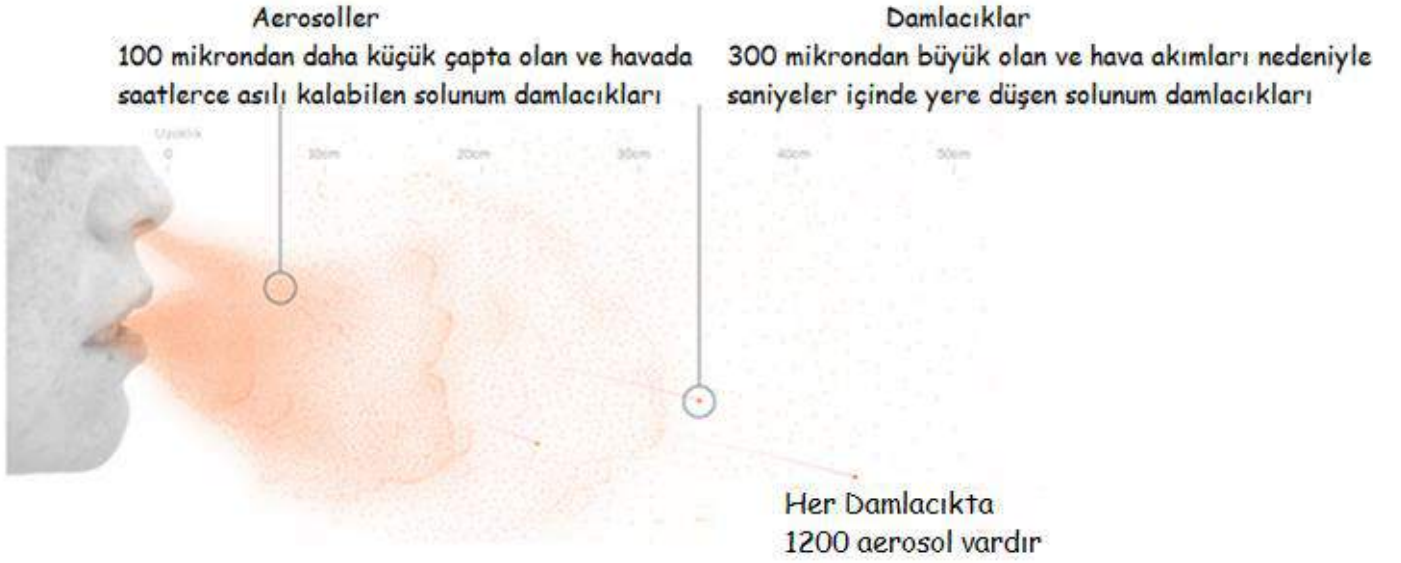 Aerosoller
100 mikrondan daha küçük çapta olan ve havada
saatlerce asılı kalabilen solunum damlacıkları
Damlacıklar
300 mikrondan büyük olan ve hava akımları nedeniyle
saniyeler içinde yere düşen solunum damlacıkları
Uzaklık
0 10cm 20cm 30cm 40cm 50cm
Her Damlacıkta
1200 aerosol vardır